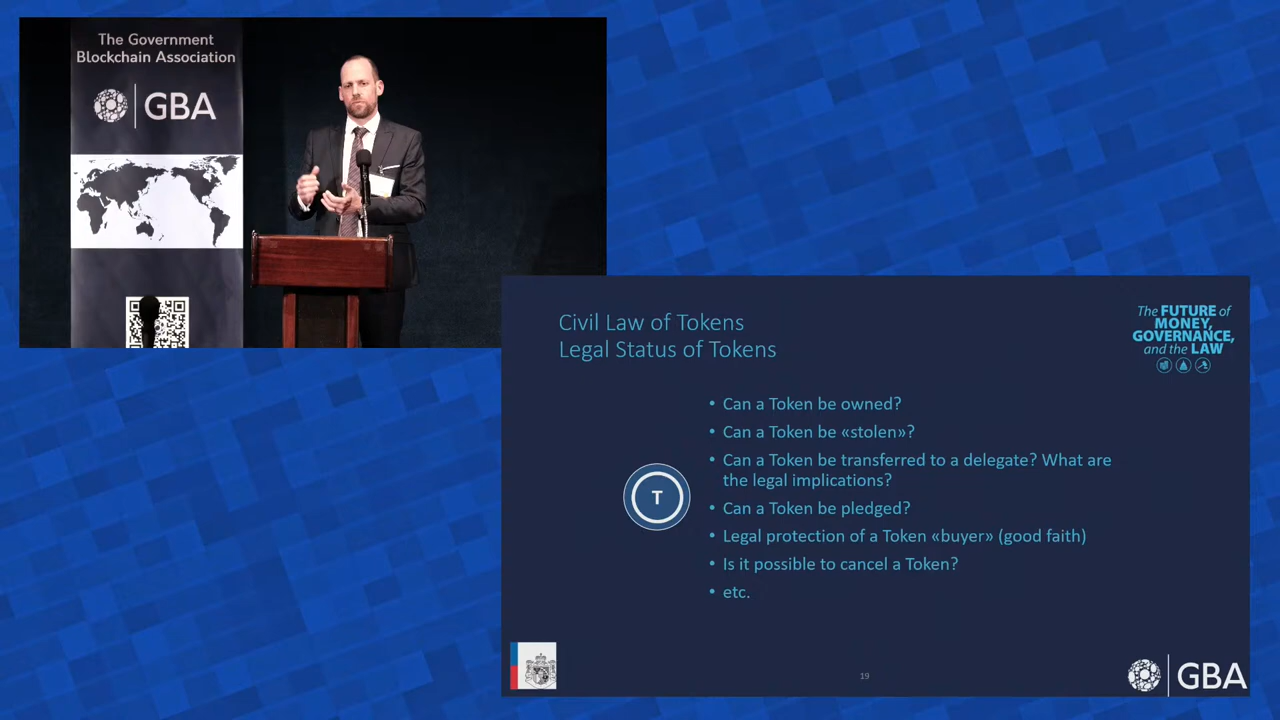 The Government
Blockchain Association
GBA
Civil Law of Tokens
Legal Status of Tokens
The FUTURE of
MONEY,
GOVERNANCE,
and the LAW
• Can a Token be owned?
• Can a Token be «stolen»?
• Can a Token be transferred to a delegate? What are
the legal implications?
T
• Can a Token be pledged?
• Legal protection of a Token «buyer» (good faith)
• Is it possible to cancel a Token?
• etc.
19
GBA